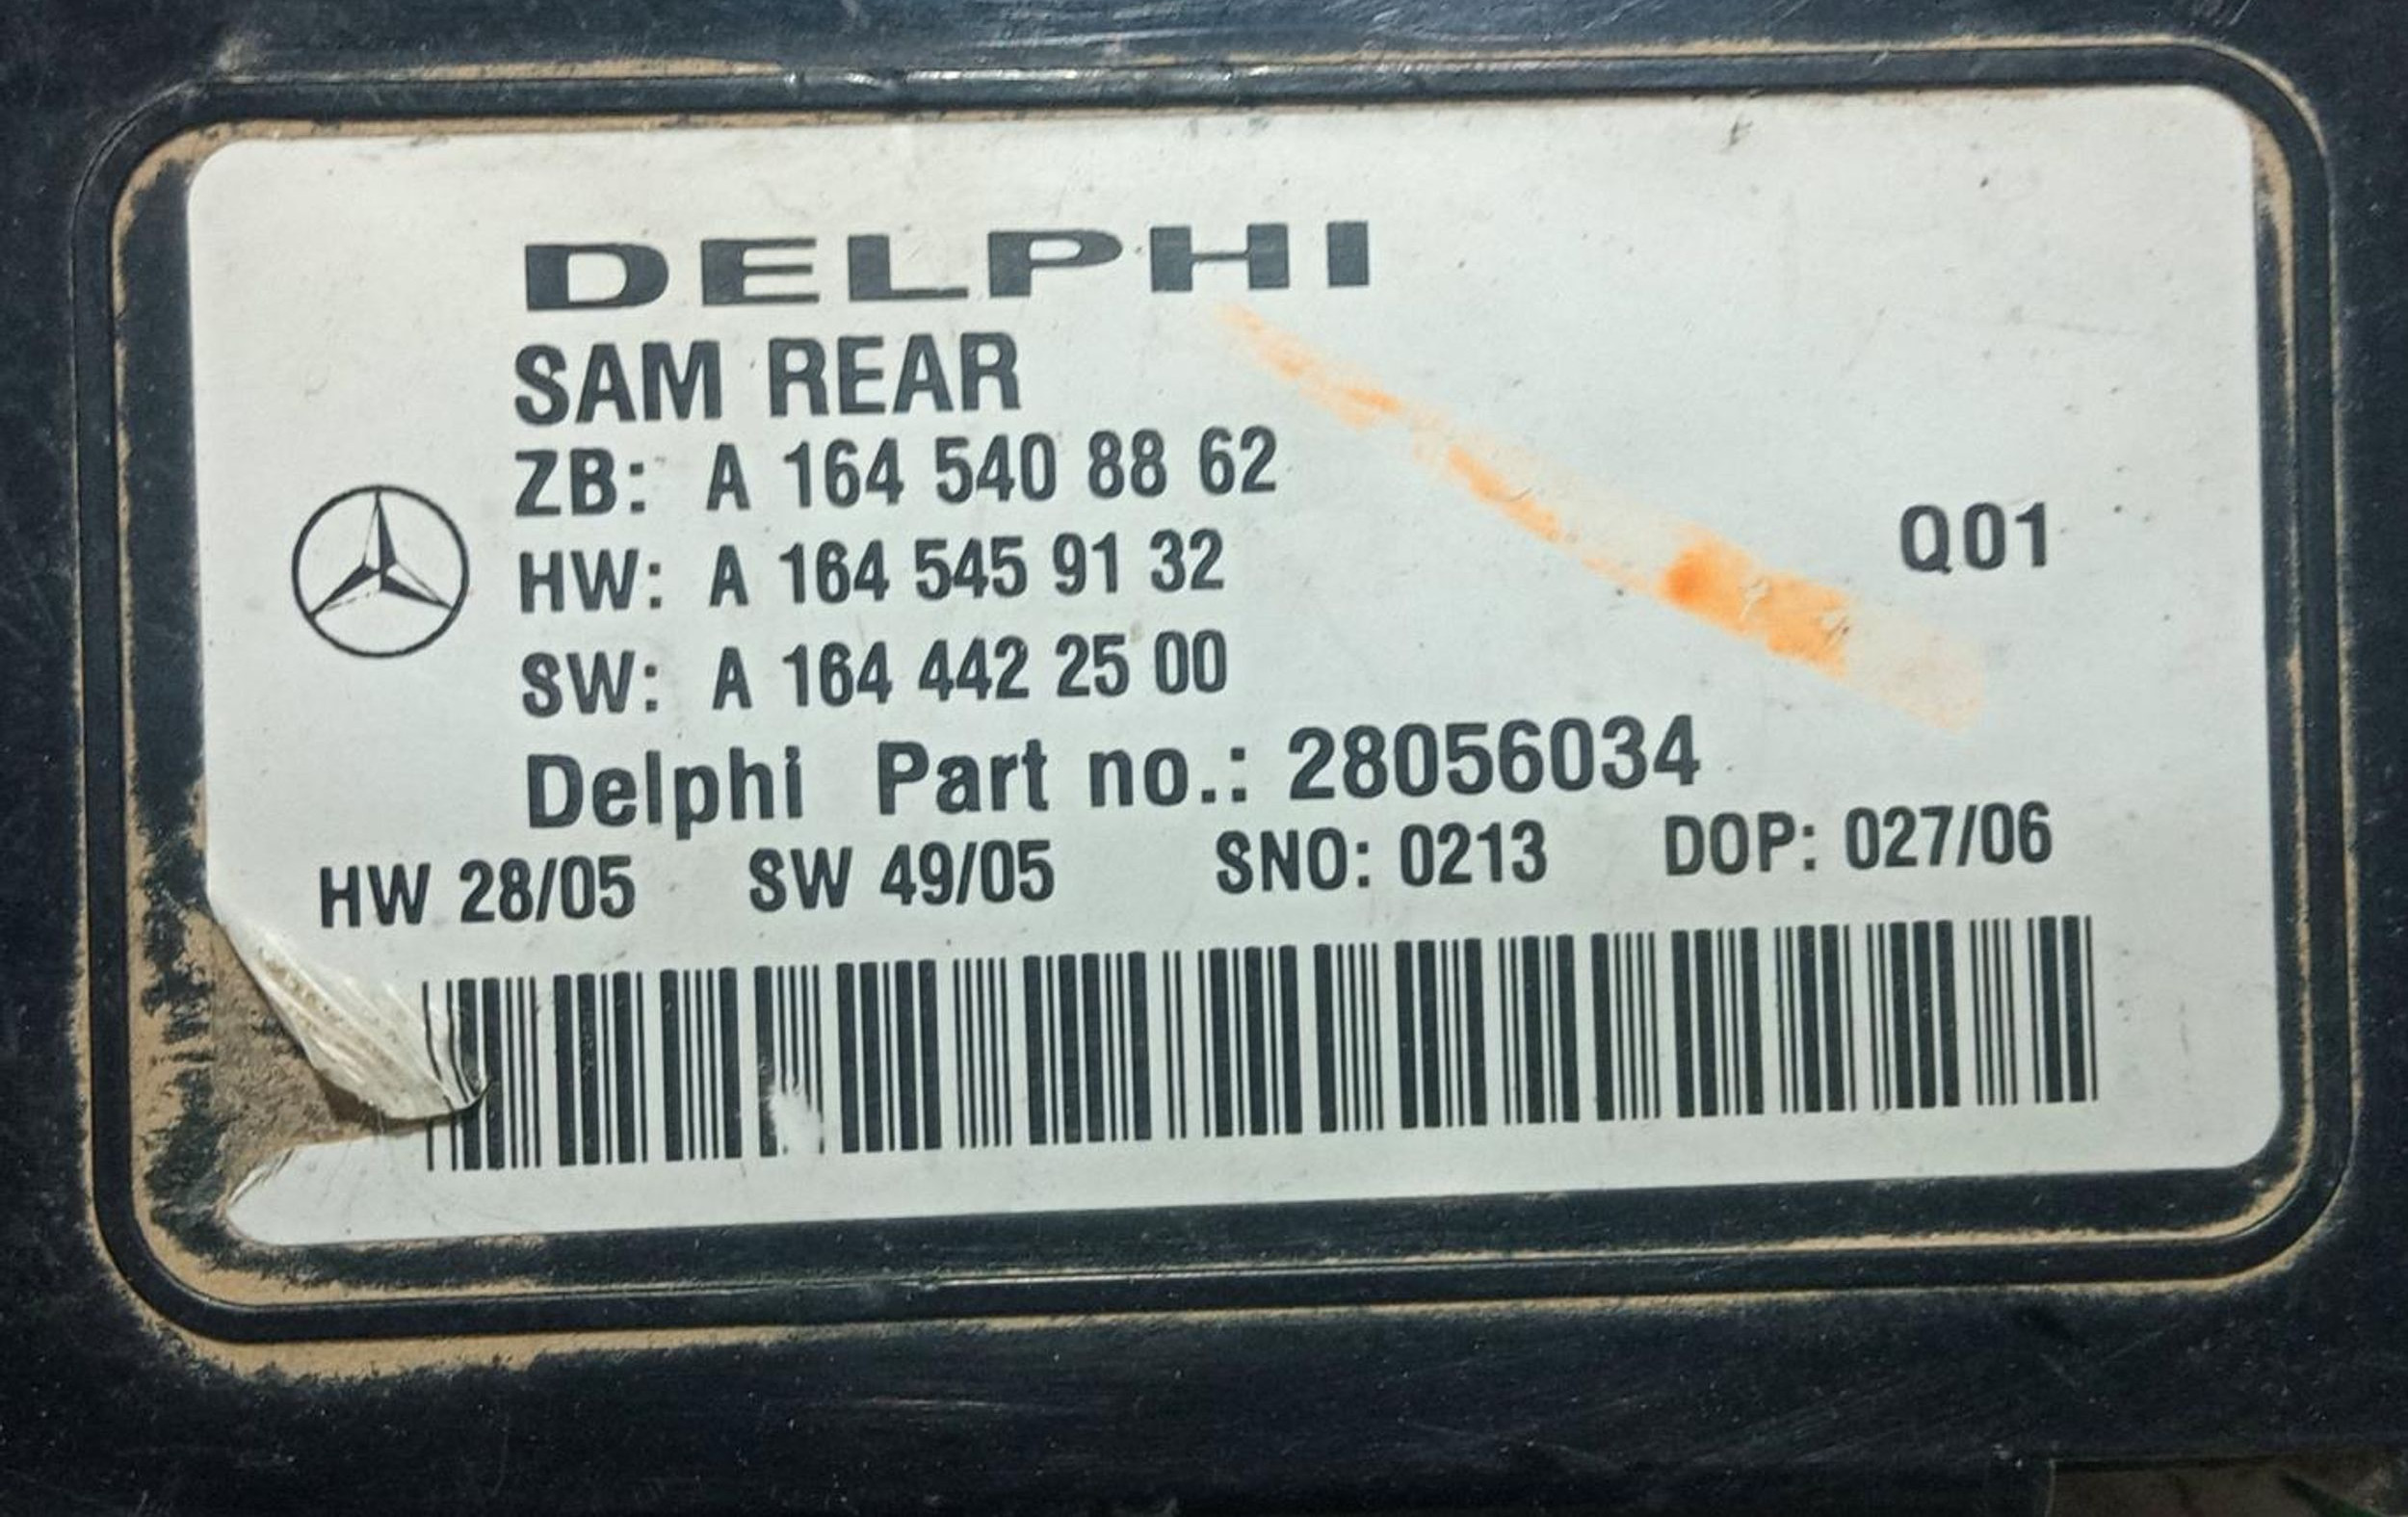 DELPHI
SAM REAR
ZB: A 164 540 88 62
HW: A 164 545 91 32
Q01
SW: A 164 442 25 00
Delphi Part no.: 28056034
HW 28/05 SW 49/05 SNO: 0213 DOP: 027/06